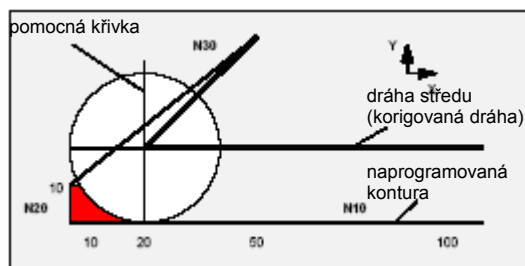 pomocná křivka
N30
Y
X
dráha středu
(korigovaná dráha)
naprogramovaná
kontura
10
N20
N10
10 20 50 100